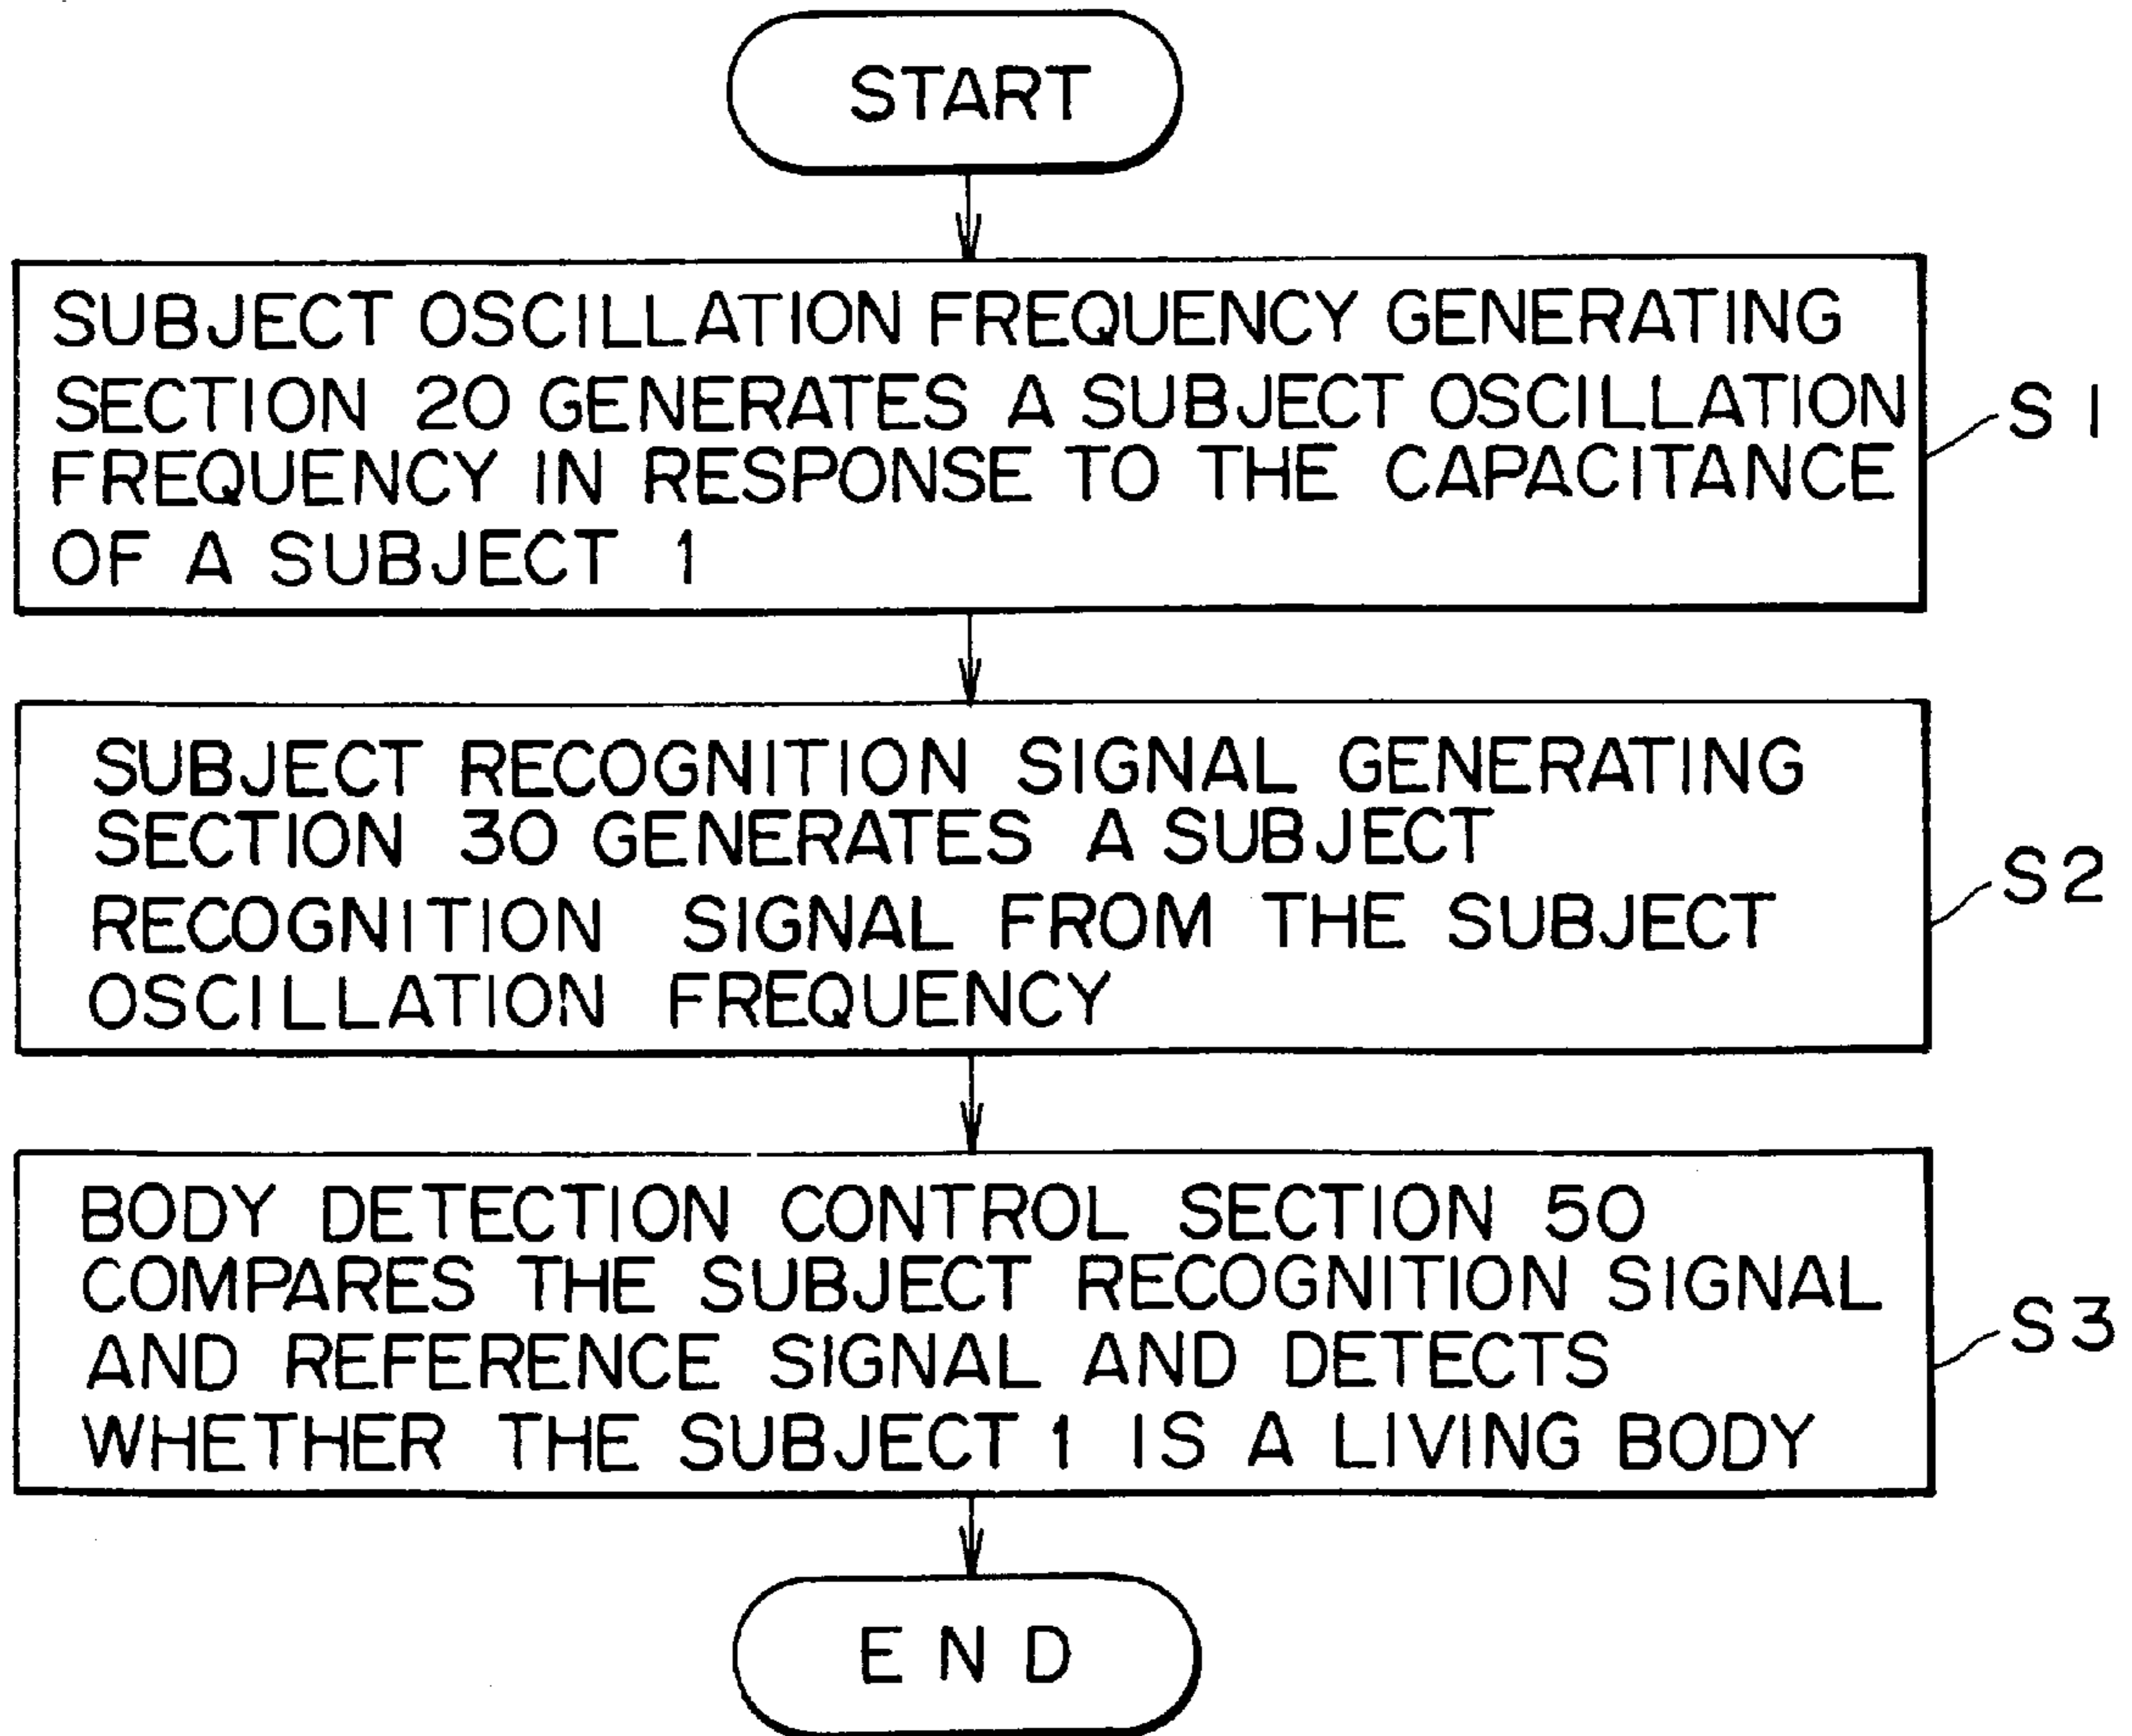 START
SUBJECT OSCILLATION FREQUENCY GENERATING
SECTION 20 GENERATES A SUBJECT OSCILLATION
FREQUENCY IN RESPONSE TO THE CAPACITANCE
OF A SUBJECT 1
S1
SUBJECT RECOGNITION SIGNAL GENERATING
SECTION 30 GENERATES A SUBJECT
RECOGNITION SIGNAL FROM THE SUBJECT
OSCILLATION FREQUENCY
S2
BODY DETECTION CONTROL SECTION 50
COMPARES THE SUBJECT RECOGNITION SIGNAL
AND REFERENCE SIGNAL AND DETECTS
WHETHER THE SUBJECT 1 IS A LIVING BODY
S3
END